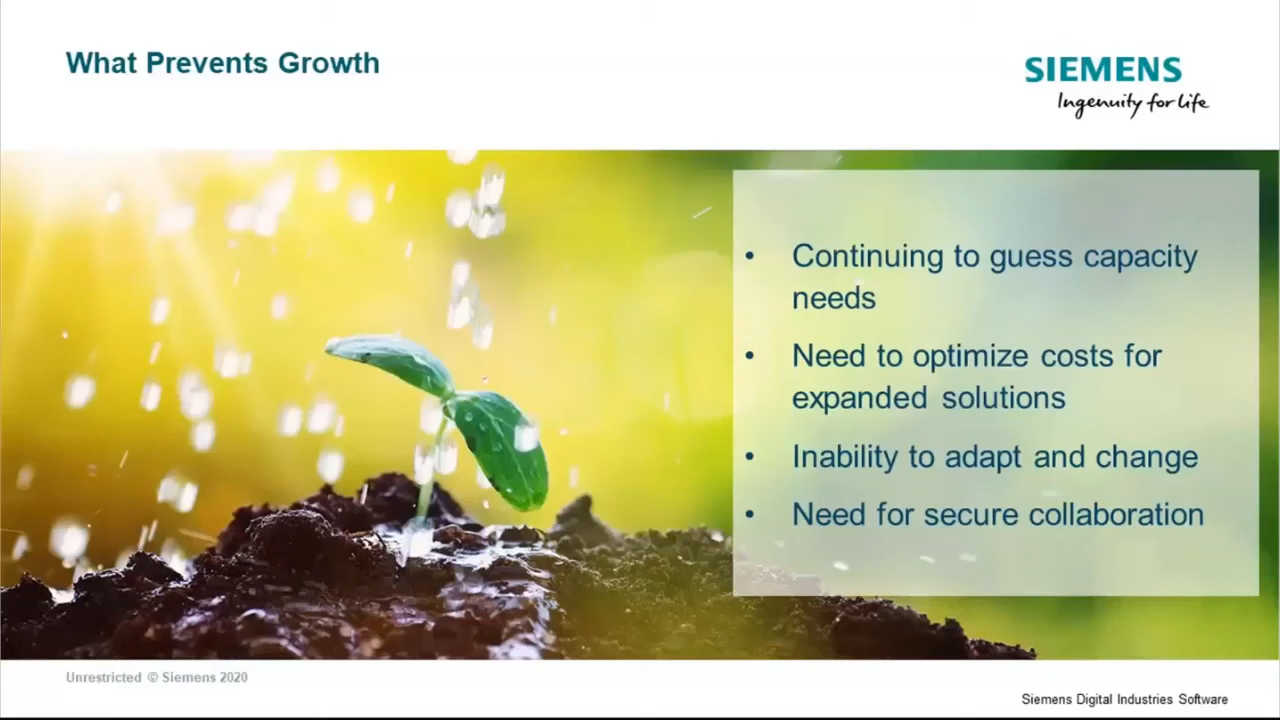 What Prevents Growth
SIEMENS
Ingenuity for life
• Continuing to guess capacity
needs
• Need to optimize costs for
expanded solutions
• Inability to adapt and change
• Need for secure collaboration
Unrestricted © Siemens 2020
Siemens Digital Industries Software